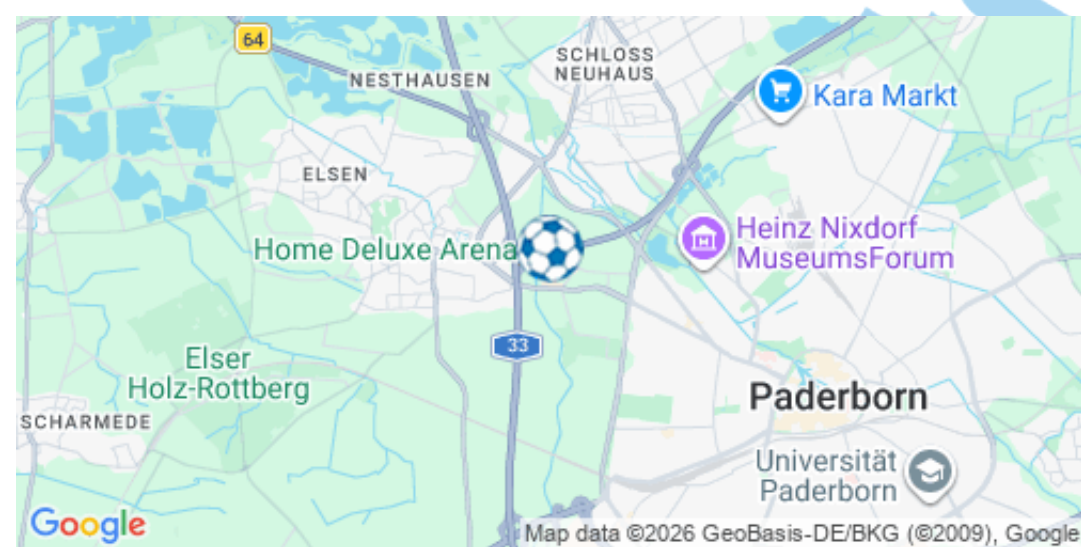 64
NESTHAUSEN
SCHLOSS
NEUHAUS
Kara Markt
ELSEN
Home Deluxe Arena
Heinz Nixdorf
MuseumsForum
33
Elser
Holz-Rottberg
SCHARMEDE
Paderborn
Universität
Paderborn
Google
Map data ©2026 GeoBasis-DE/BKG (©2009), Google